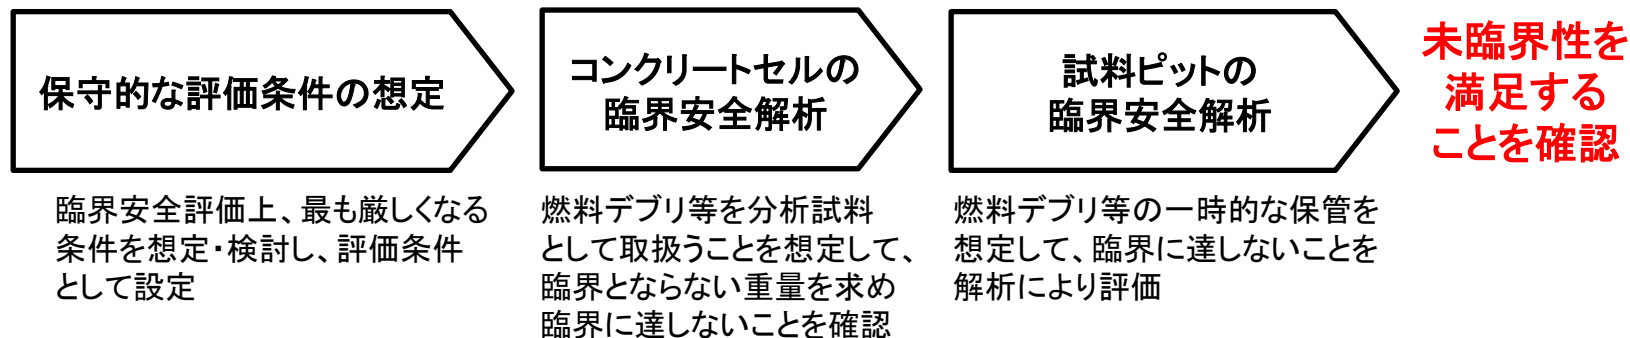 保守的な評価条件の想定
臨界安全評価上、最も厳しくなる
条件を想定・検討し、評価条件
として設定
コンクリートセルの
臨界安全解析
燃料デブリ等を分析試料
として取扱うことを想定して、
臨界とならない重量を求め
臨界に達しないことを確認
試料ピットの
臨界安全解析
燃料デブリ等の一時的な保管を
想定して、臨界に達しないことを
解析により評価
未臨界性を
満足する
ことを確認